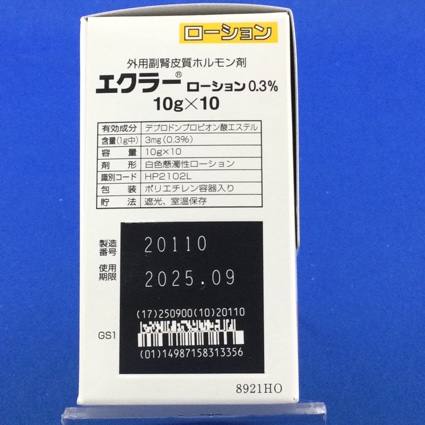 ローション
外用副腎皮質ホルモン剤
エクラー® ローション0.3%
10g×10
有効成分 デプロドンプロピオン酸エステル
含量(1g中) 3mg(0.3%)
容量 10g×10
剤形 白色懸濁性ローション
識別コード HP2102L
包装 ポリエチレン容器入り
貯法 遮光、室温保存
製造番号 20110
使用期限 2025.09
(17)250900(10)20110
GS1
(01)14987158313356
8921HO